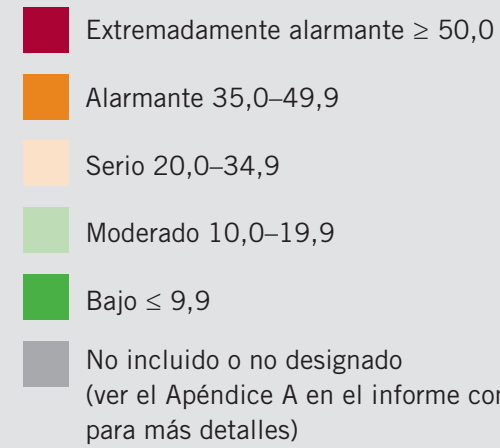 Extremadamente alarmante ≥ 50,0
Alarmante 35,0–49,9
Serio 20,0–34,9
Moderado 10,0–19,9
Bajo ≤ 9,9
No incluido o no designado
(ver el Apéndice A en el informe
para más detalles)